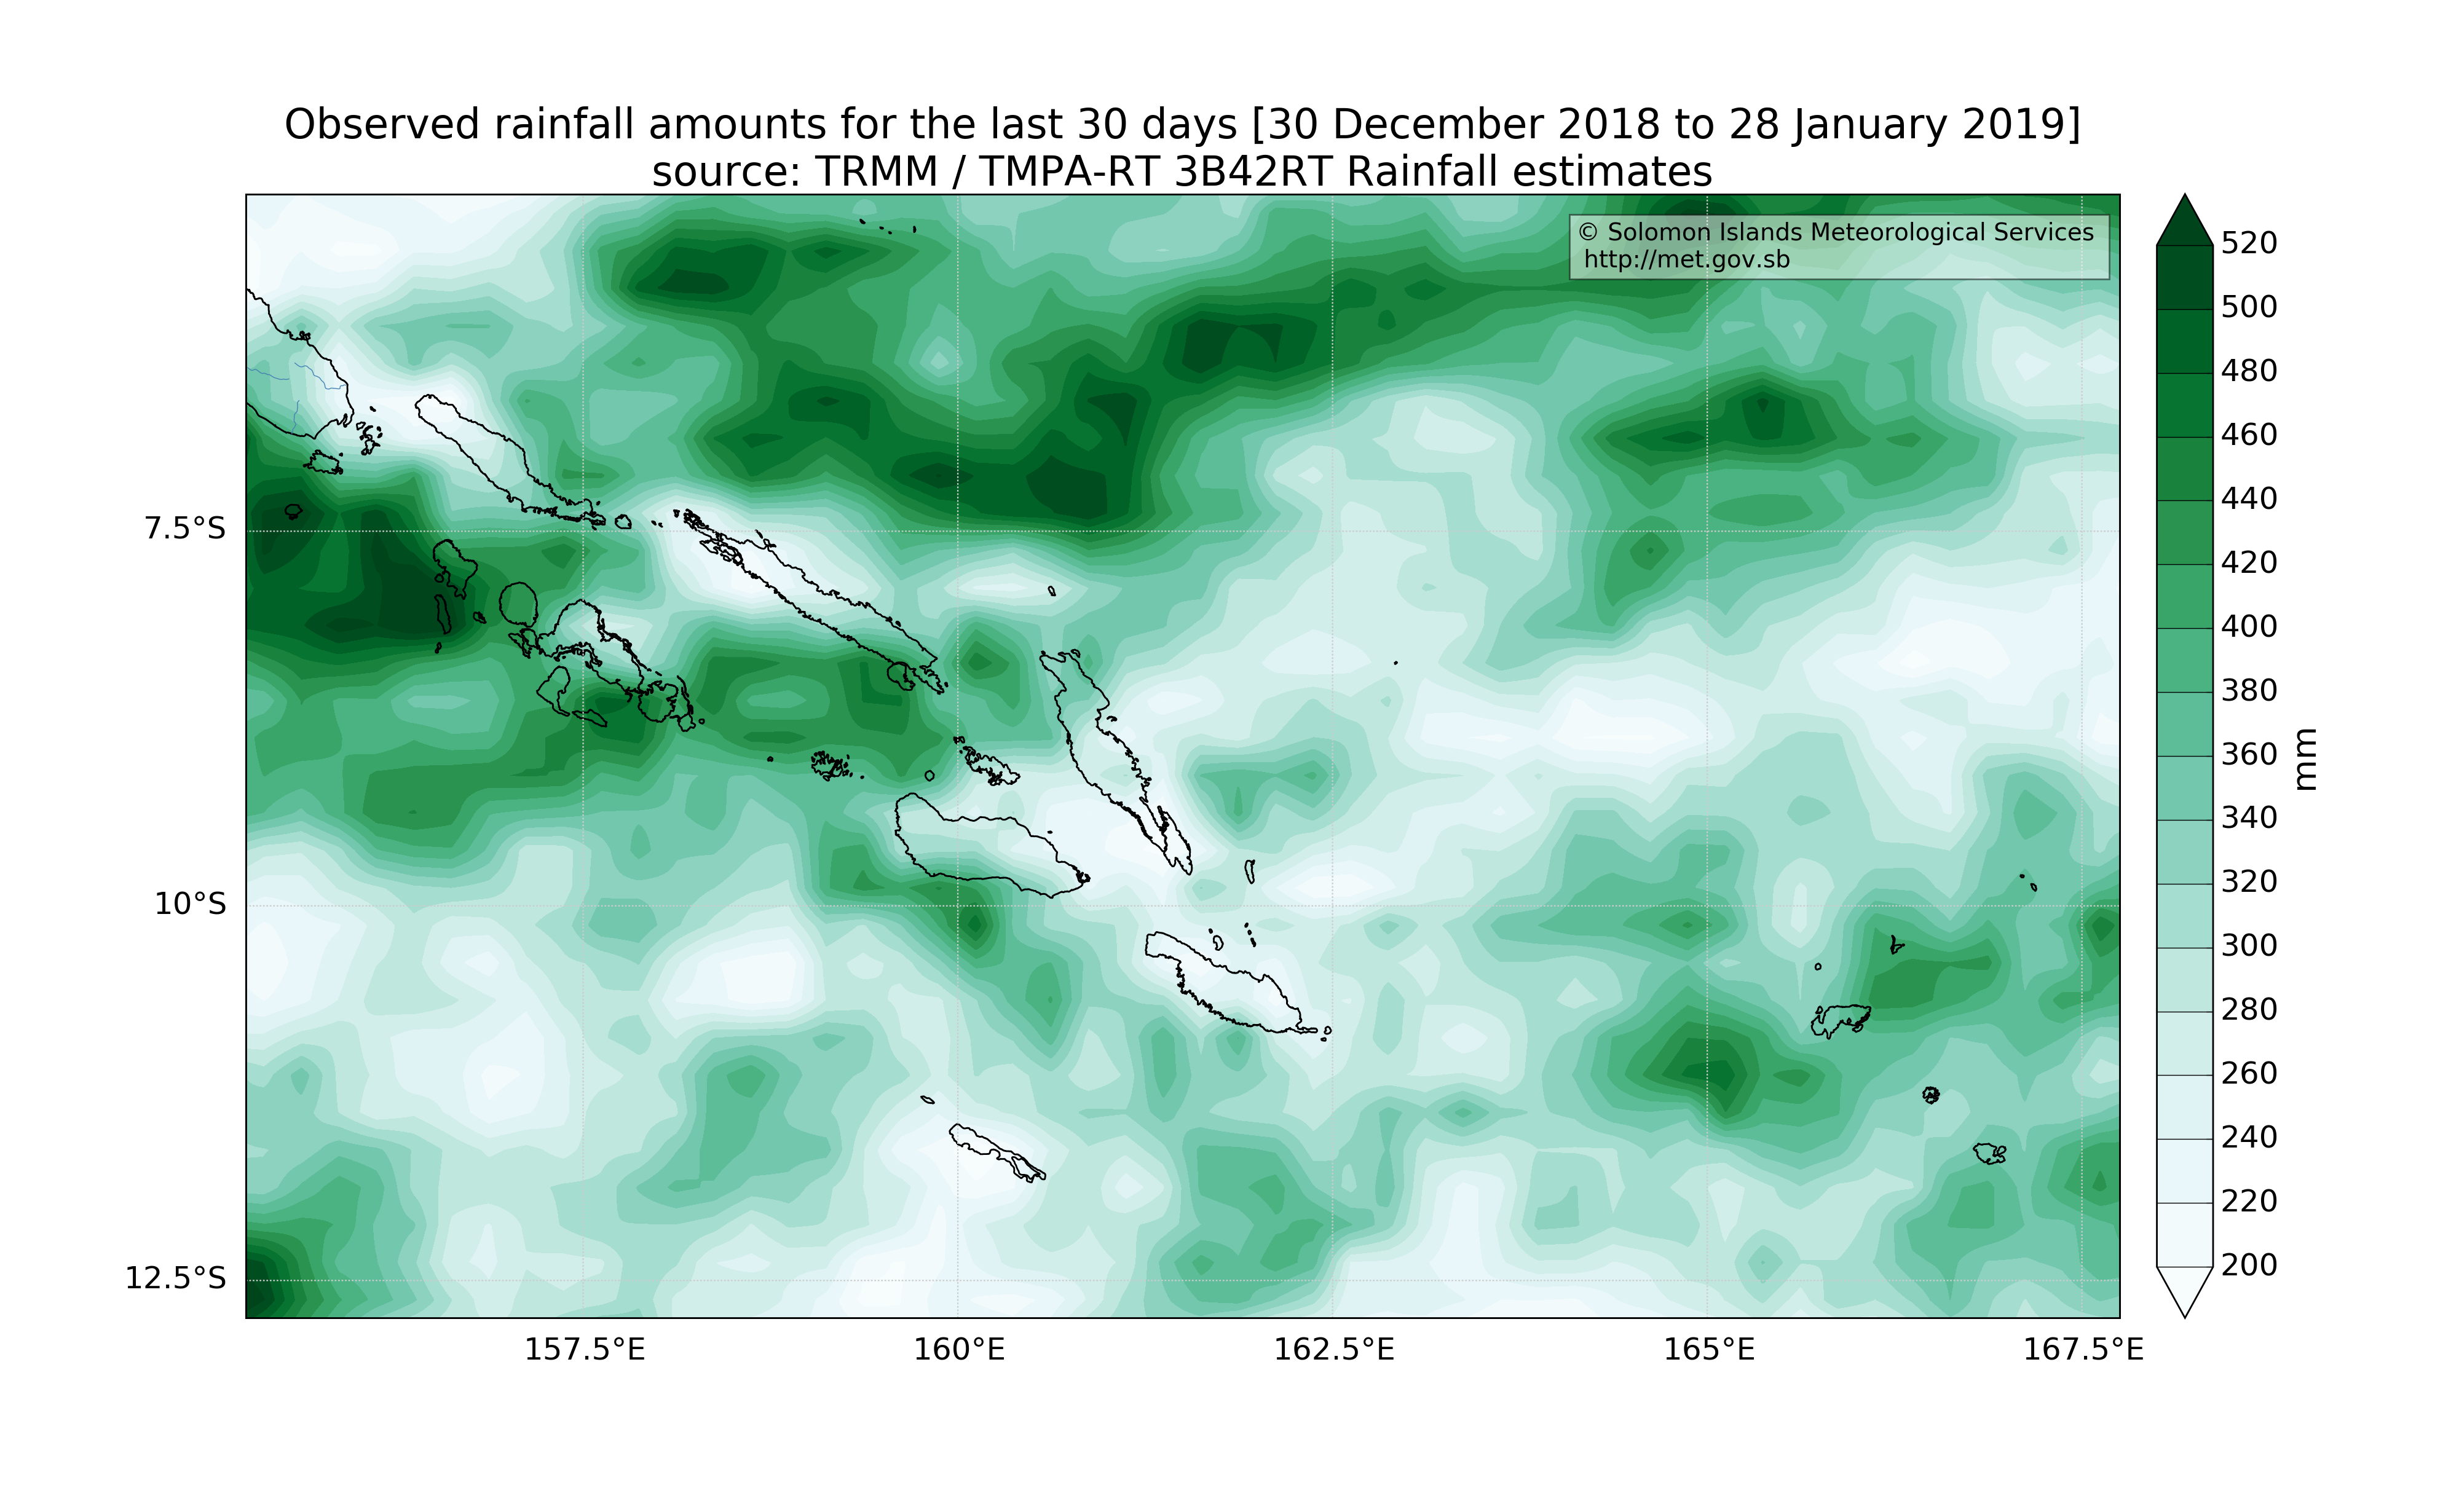 Observed rainfall amounts for the last 30 days [30 December 2018 to 28 January 2019]
source: TRMM / TMPA-RT 3B42RT Rainfall estimates
© Solomon Islands Meteorological Services
http://met.gov.sb
7.5°S
10°S
12.5°S
157.5°E
160°E
162.5°E
165°E
167.5°E
520
500
480
460
440
420
400
380
360
340
320
300
280
260
240
220
200
mm